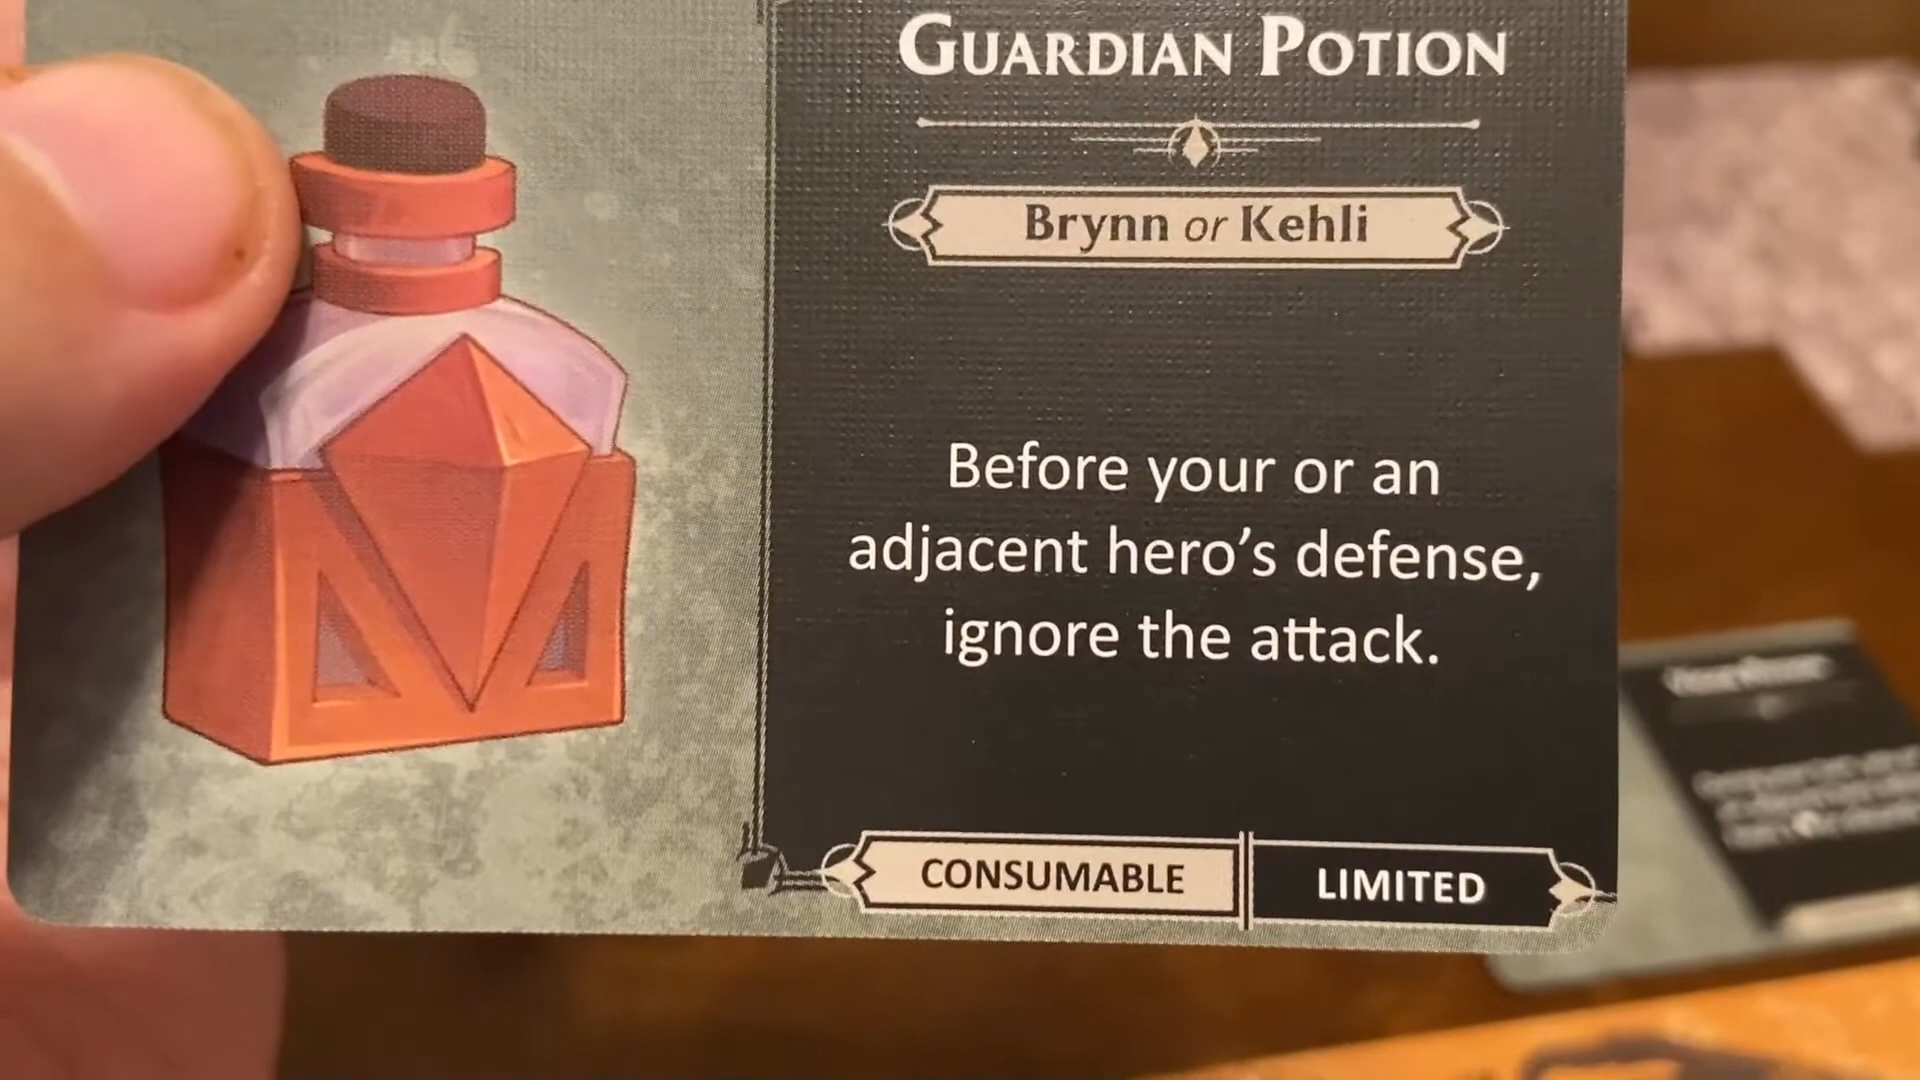 GUARDIAN POTION
Brynn or Kehli
Before your or an
adjacent hero's defense,
ignore the attack.
CONSUMABLE
LIMITED